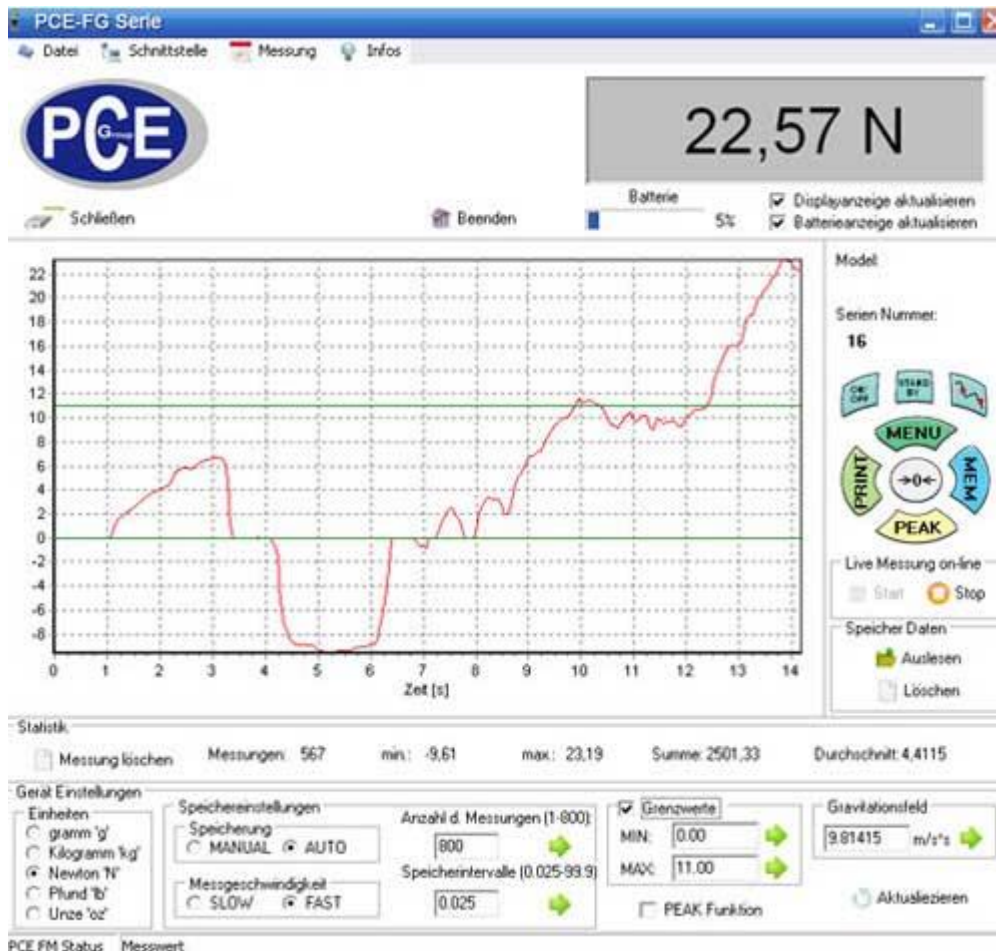 PCE-FG Serie
Datei Schnittstelle Messung Infos
PCE
Group
22,57 N
Schließen Beenden
Batterie
5%
Displayanzeige aktualisieren
Batterieanzeige aktualisieren
22
20
18
16
14
12
10
8
6
4
2
0
-2
-4
-6
-8
0 1 2 3 4 5 6 7 8 9 10 11 12 13 14
Zeit [s]
Model:
Serien Nummer:
16
ON/
OFF
STAND
BY
MENU
PRINT
→0←
MEM
PEAK
Live Messung on-line
Start Stop
Speicher Daten
Auslesen
Löschen
Statistik
Messung löschen Messungen: 567 min.: -9,61 max.: 23,19 Summe: 2501,33 Durchschnitt: 4,4115
Gerät Einstellungen
Einheiten
gramm 'g'
Kilogramm 'kg'
Newton 'N'
Pfund 'lb'
Unze 'oz'
Speichereinstellungen
Speicherung
MANUAL AUTO
Messgeschwindigkeit
SLOW FAST
Anzahl d. Messungen (1-800):
800
Speicherintervalle (0.025-99.9)
0.025
Grenzwerte
MIN: 0.00
MAX: 11.00
PEAK Funktion
Gravitationsfeld
9.81415 m/s*s
Aktualiezieren
PCE FM Status Messwert